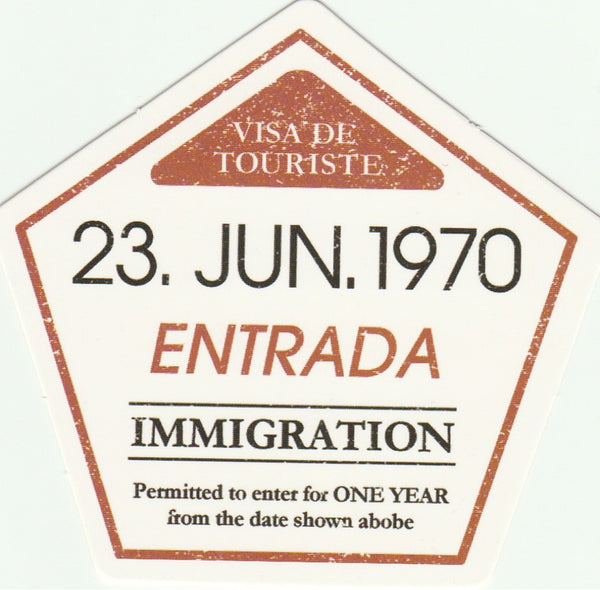 VISA DE
TOURISTE
23. JUN. 1970
ENTRADA
IMMIGRATION
Permitted to enter for ONE YEAR
from the date shown abobe